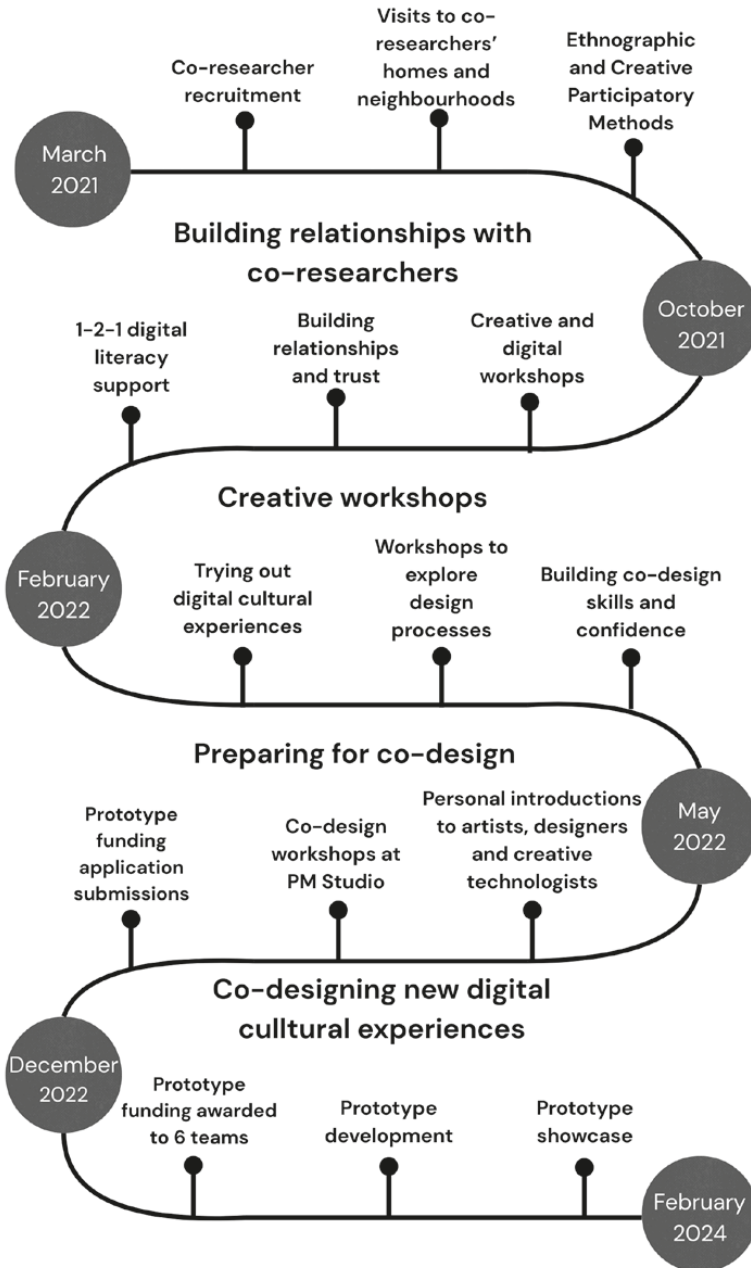 March
2021
Co-researcher
recruitment
Visits to co-
researchers'
homes and
neighbourhoods
Ethnographic
and Creative
Participatory
Methods
Building relationships with
co-researchers
October
2021
1-2-1 digital
literacy
support
Building
relationships
and trust
Creative and
digital
workshops
Creative workshops
February
2022
Trying out
digital cultural
experiences
Workshops to
explore
design
processes
Building co-design
skills and
confidence
Preparing for co-design
May
2022
Prototype
funding
application
submissions
Co-design
workshops at
PM Studio
Personal introductions
to artists, designers
and creative
technologists
Co-designing new digital
culltural experiences
December
2022
Prototype
funding awarded
to 6 teams
Prototype
development
Prototype
showcase
February
2024